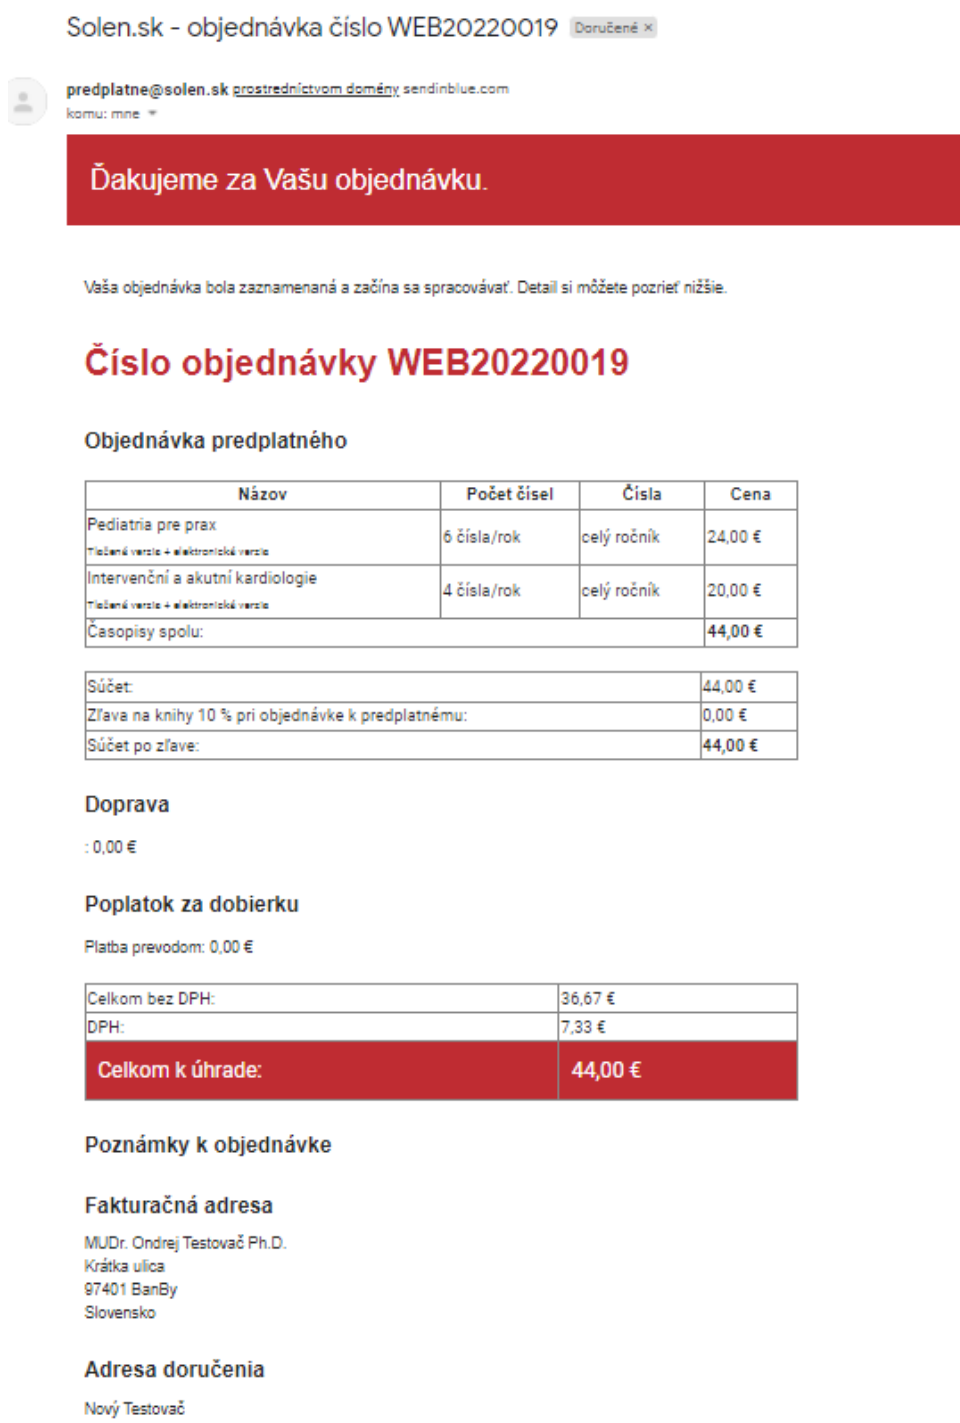 Solen.sk - objednávka číslo WEB20220019 Doručené ×
predplatne@solen.sk prostredníctvom domény sendinblue.com
komu: mne
Ďakujeme za Vašu objednávku.
Vaša objednávka bola zaznamenaná a začína sa spracovávať. Detail si môžete pozrieť nižšie.
Číslo objednávky WEB20220019
Objednávka predplatného
Názov Počet čísel Čísla Cena
Pediatria pre prax
Tlačená verzia + elektronická verzia
6 čísla/rok celý ročník 24,00 €
Intervenční a akutní kardiologie
Tlačená verzia + elektronická verzia
4 čísla/rok celý ročník 20,00 €
Časopisy spolu: 44,00 €
Súčet: 44,00 €
Zľava na knihy 10 % pri objednávke k predplatnému: 0,00 €
Súčet po zľave: 44,00 €
Doprava
: 0,00 €
Poplatok za dobierku
Platba prevodom: 0,00 €
Celkom bez DPH: 36,67 €
DPH: 7,33 €
Celkom k úhrade: 44,00 €
Poznámky k objednávke
Fakturačná adresa
MUDr. Ondrej Testovač Ph.D.
Krátka ulica
97401 BanBy
Slovensko
Adresa doručenia
Nový Testovač